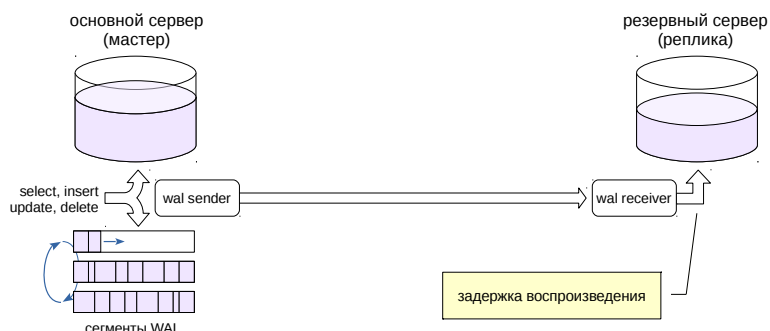 основной сервер
(мастер)
резервный сервер
(реплика)
select, insert
update, delete
wal sender
wal receiver
задержка воспроизведения
сегменты WAL